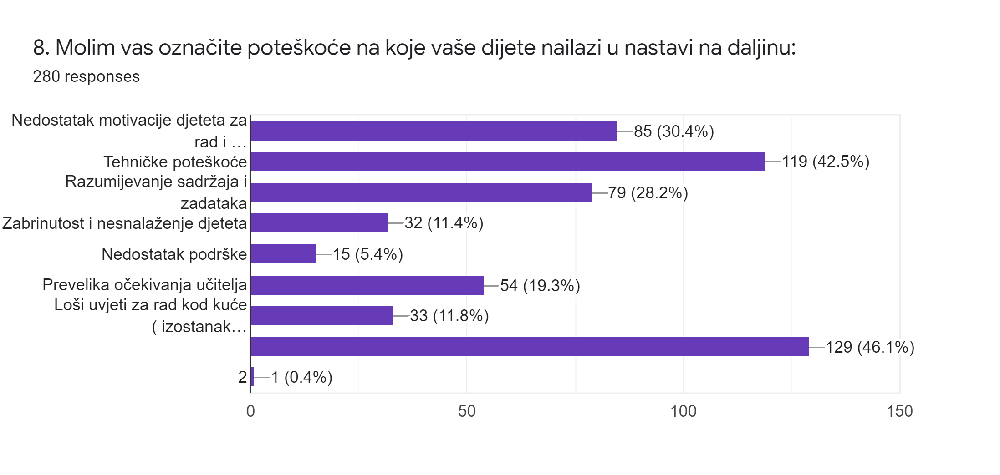 8. Molim vas označite poteškoće na koje vaše dijete nailazi u nastavi na daljinu:
280 responses
Nedostatak motivacije djeteta za
rad i …
85 (30.4%)
Tehničke poteškoće
119 (42.5%)
Razumijevanje sadržaja i
zadataka
79 (28.2%)
Zabrinutost i nesnalaženje djeteta
32 (11.4%)
Nedostatak podrške
15 (5.4%)
Prevelika očekivanja učitelja
54 (19.3%)
Loši uvjeti za rad kod kuće
( izostanak…
33 (11.8%)
129 (46.1%)
2
1 (0.4%)
0 50 100 150